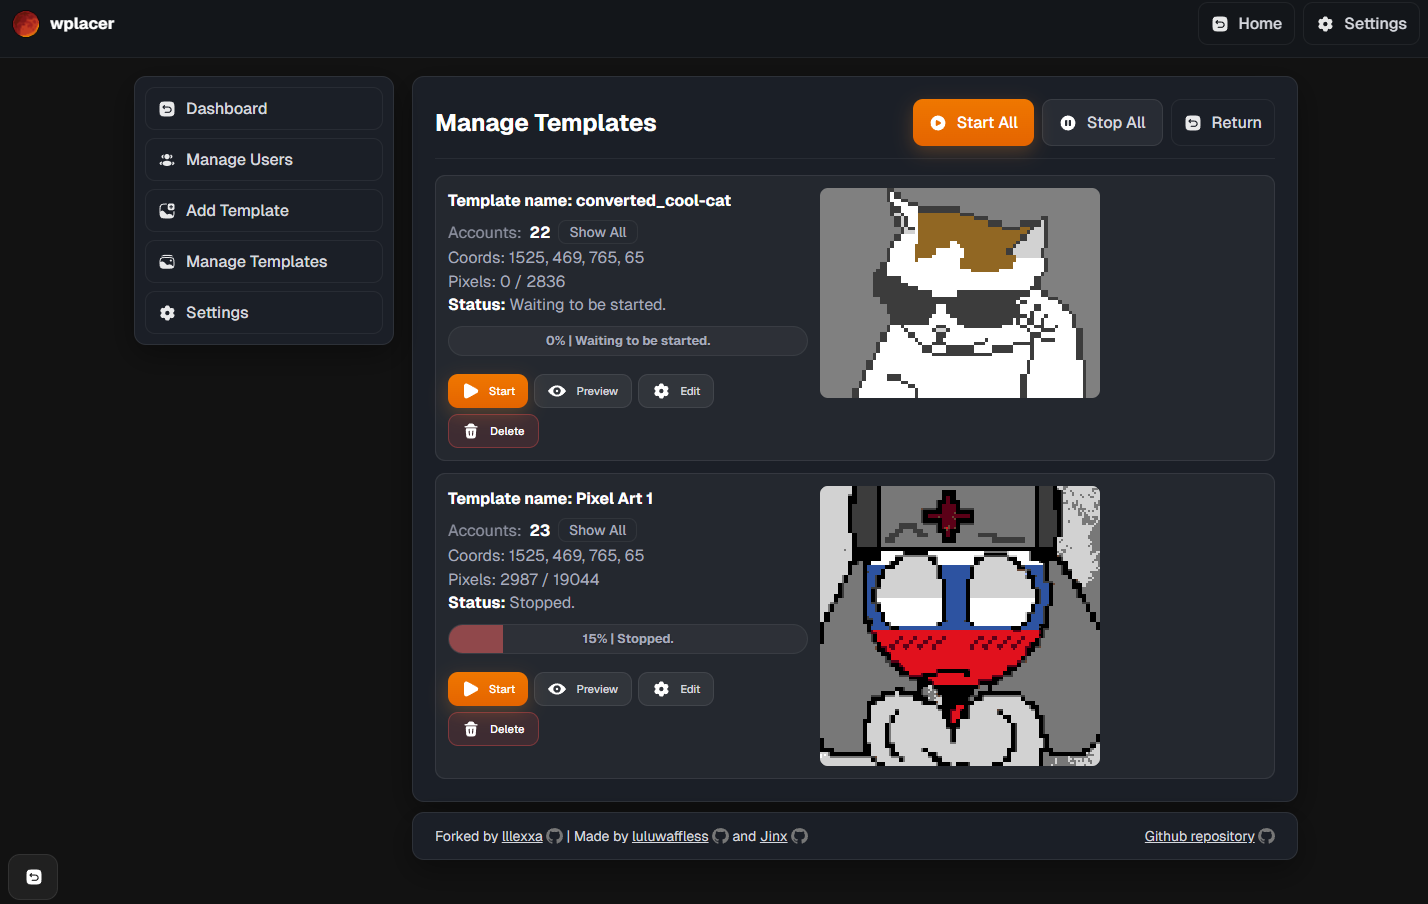 wplacer
Home
Settings
Dashboard
Manage Users
Add Template
Manage Templates
Settings
Manage Templates
Start All
Stop All
Return
Template name: converted_cool-cat
Accounts: 22 Show All
Coords: 1525, 469, 765, 65
Pixels: 0 / 2836
Status: Waiting to be started.
0% | Waiting to be started.
Start
Preview
Edit
Delete
Template name: Pixel Art 1
Accounts: 23 Show All
Coords: 1525, 469, 765, 65
Pixels: 2987 / 19044
Status: Stopped.
15% | Stopped.
Start
Preview
Edit
Delete
Forked by lllexxa | Made by luluwaffless and Jinx
Github repository